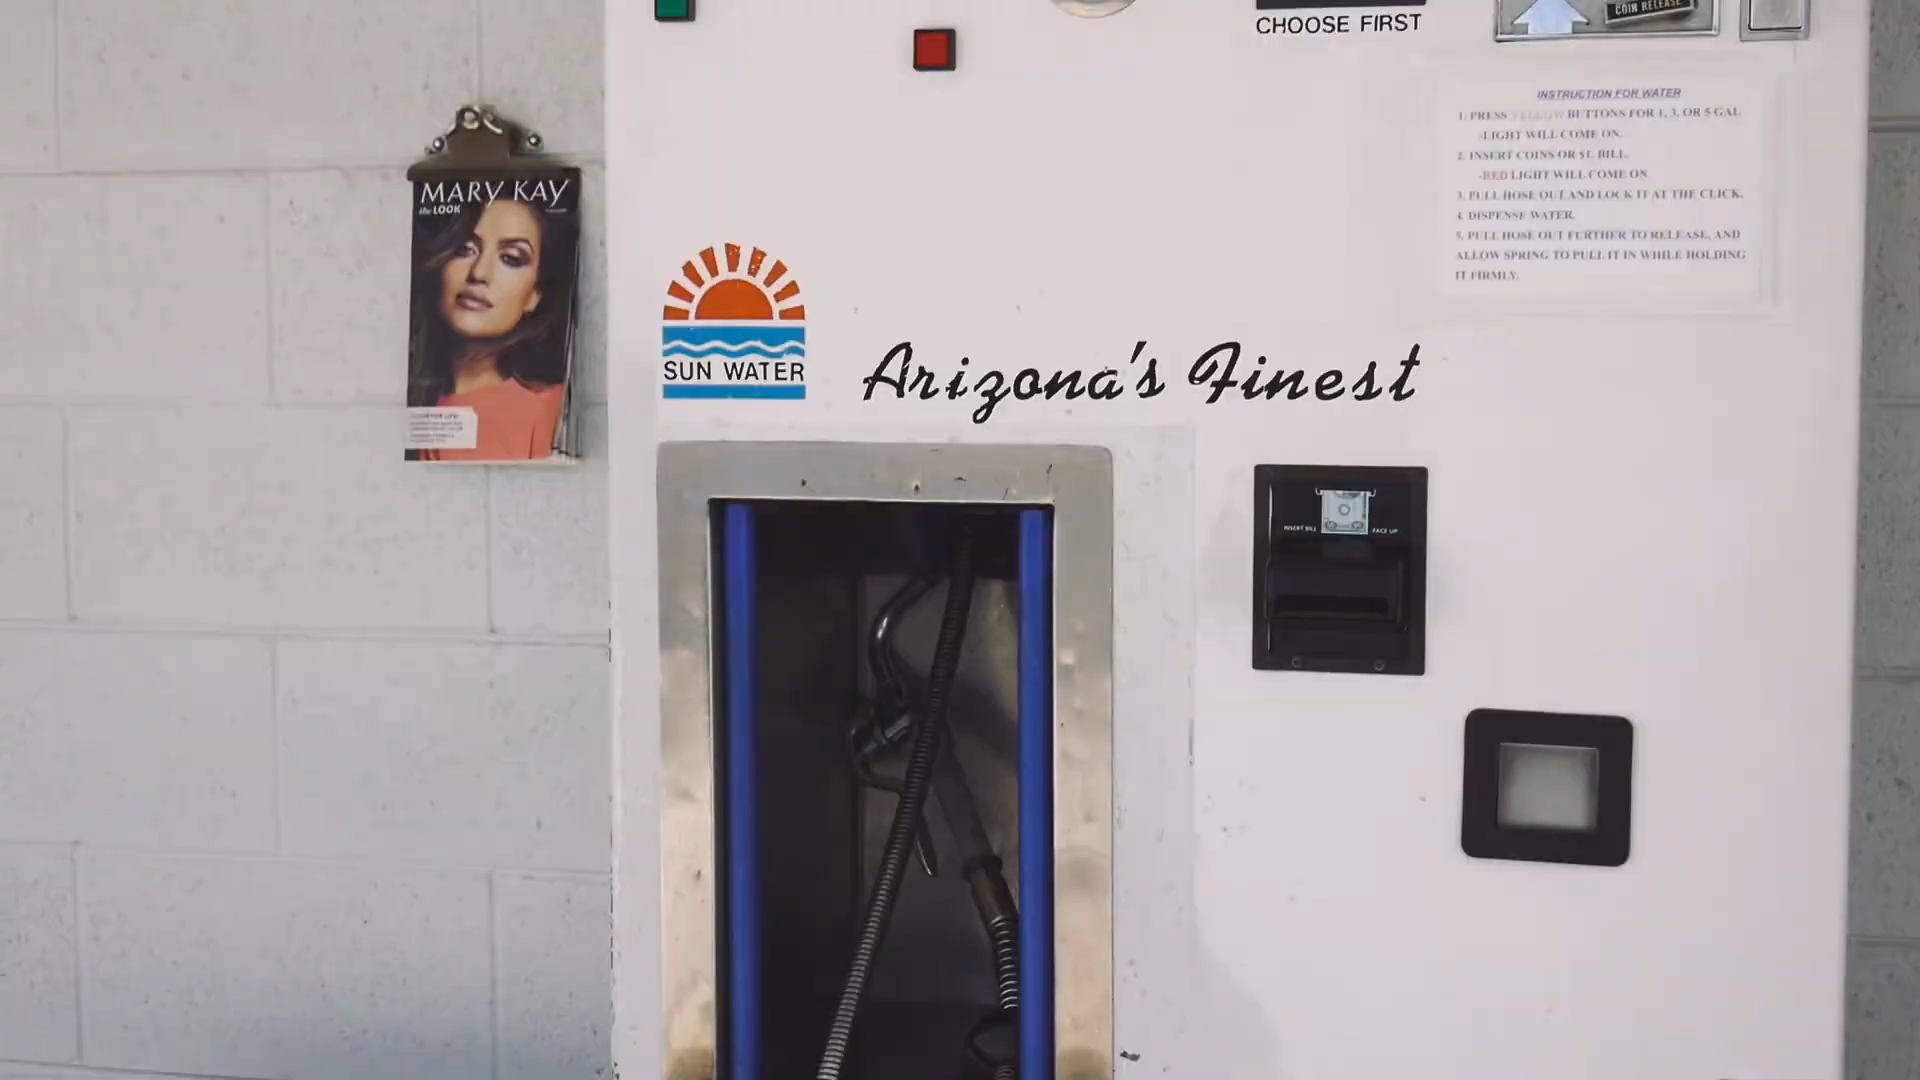 COIN RELEASE
CHOOSE FIRST
INSTRUCTION FOR WATER
1. PRESS YELLOW BUTTONS FOR 1, 3, OR 5 GAL
-LIGHT WILL COME ON.
2. INSERT COINS OR $1. BILL.
-RED LIGHT WILL COME ON
3. PULL HOSE OUT AND LOCK IT AT THE CLICK.
4. DISPENSE WATER.
5. PULL HOSE OUT FURTHER TO RELEASE, AND
ALLOW SPRING TO PULL IT IN WHILE HOLDING
IT FIRMLY.
MARY KAY
the LOOK
SUN WATER
Arizona's Finest
INSERT BILL
FACE UP